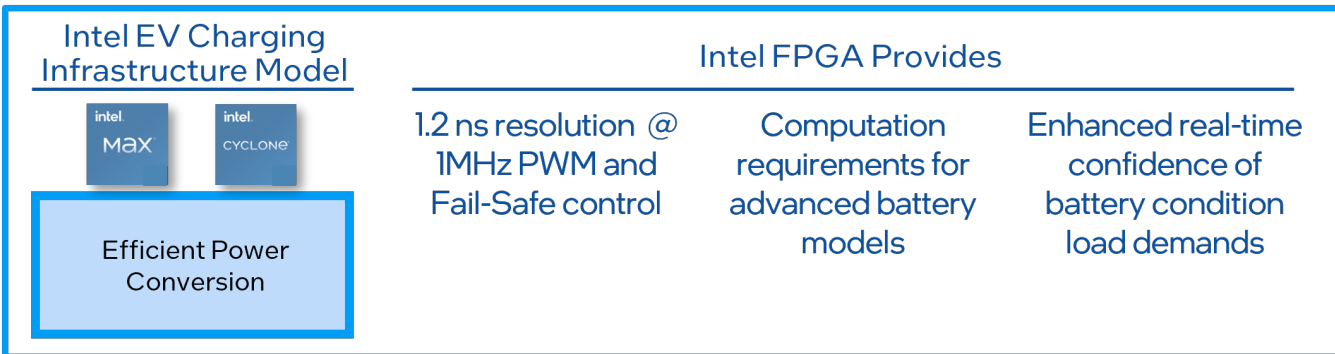 Intel EV Charging
Infrastructure Model
intel.
MAX
intel.
CYCLONE
Efficient Power
Conversion
Intel FPGA Provides
1.2 ns resolution @
1MHz PWM and
Fail-Safe control
Computation
requirements for
advanced battery
models
Enhanced real-time
confidence of
battery condition
load demands